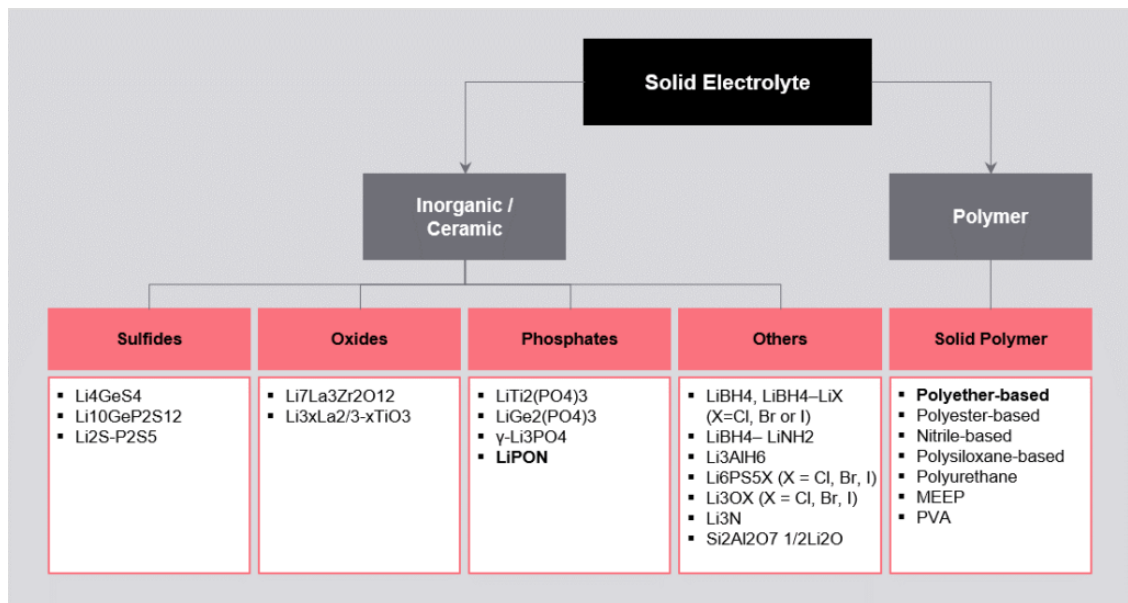 Solid Electrolyte
Inorganic /
Ceramic
Polymer
Sulfides
Oxides
Phosphates
Others
Solid Polymer
▪ Li4GeS4
▪ Li10GeP2S12
▪ Li2S-P2S5
▪ Li7La3Zr2O12
▪ Li3xLa2/3-xTiO3
▪ LiTi2(PO4)3
▪ LiGe2(PO4)3
▪ γ-Li3PO4
▪ LiPON
▪ LiBH4, LiBH4–LiX
(X=Cl, Br or I)
▪ LiBH4– LiNH2
▪ Li3AlH6
▪ Li6PS5X (X = Cl, Br, I)
▪ Li3OX (X = Cl, Br, I)
▪ Li3N
▪ Si2Al2O7 1/2Li2O
▪ Polyether-based
▪ Polyester-based
▪ Nitrile-based
▪ Polysiloxane-based
▪ Polyurethane
▪ MEEP
▪ PVA